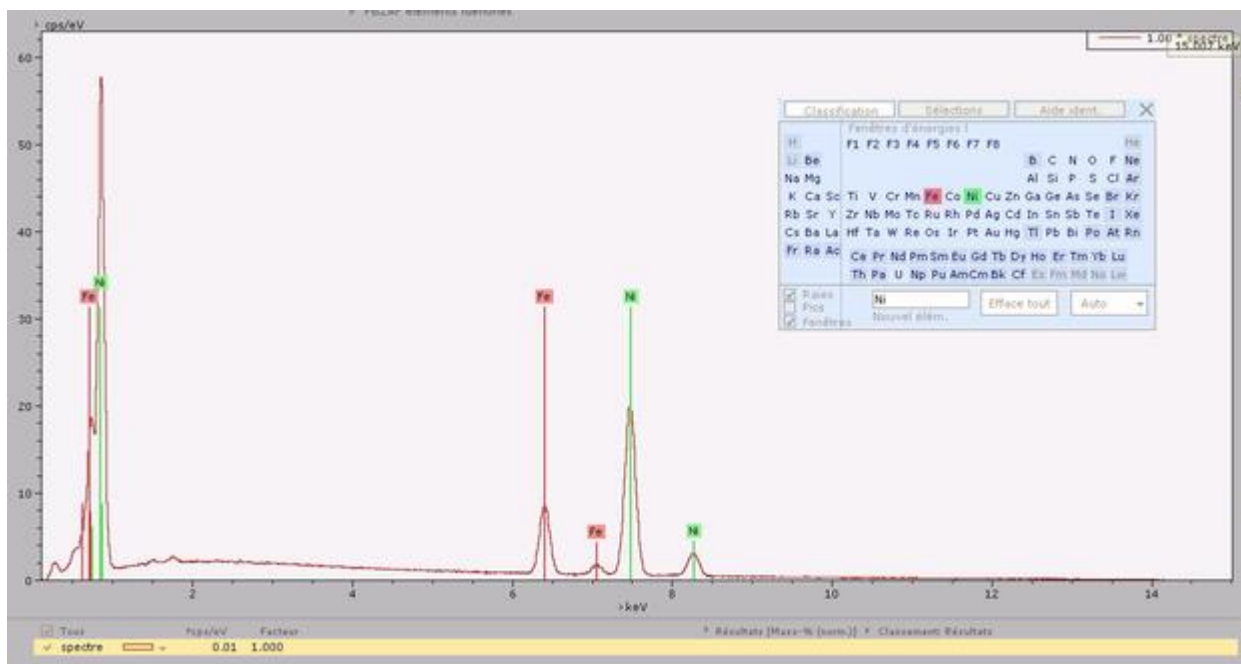 cps/eV
1.00 * spectre
15.007 keV
60
50
40
30
20
10
0
2
4
6
8
10
12
14
keV
Fe
Ni
Fe
Fe
Ni
Ni
Classification Sélections Aide ident.
Fenêtres d'énergies !
H F1 F2 F3 F4 F5 F6 F7 F8 He
Li Be B C N O F Ne
Na Mg Al Si P S Cl Ar
K Ca Sc Ti V Cr Mn Fe Co Ni Cu Zn Ga Ge As Se Br Kr
Rb Sr Y Zr Nb Mo Tc Ru Rh Pd Ag Cd In Sn Sb Te I Xe
Cs Ba La Hf Ta W Re Os Ir Pt Au Hg Tl Pb Bi Po At Rn
Fr Ra Ac Ce Pr Nd Pm Sm Eu Gd Tb Dy Ho Er Tm Yb Lu
Th Pa U Np Pu Am Cm Bk Cf Es Fm Md No Lw
Raies
Pics
Fenêtres
Ni
Nouvel élém.
Efface tout
Auto
Tous Facteur Résultats [Mass-% (norm.)] Classement: Résultats
spectre 0.01 1.000